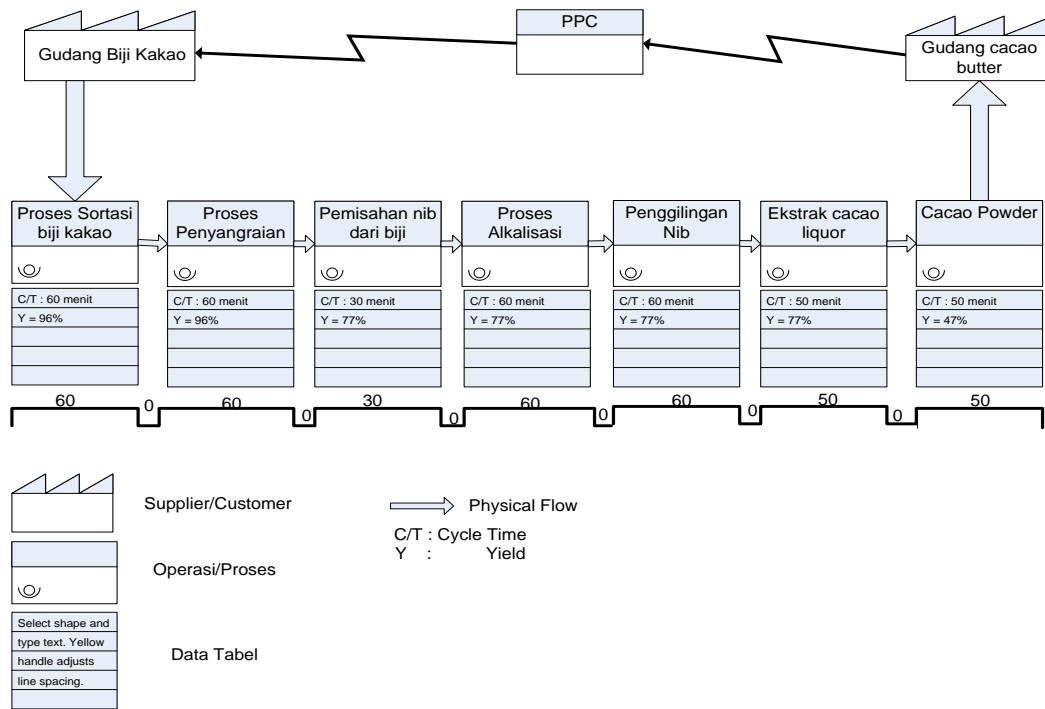 Gudang Biji Kakao
PPC
Gudang cacao
butter
Proses Sortasi
biji kakao
C/T : 60 menit
Y = 96%
Proses
Penyangraian
C/T : 60 menit
Y = 96%
Pemisahan nib
dari biji
C/T : 30 menit
Y = 77%
Proses
Alkalisasi
C/T : 60 menit
Y = 77%
Penggilingan
Nib
C/T : 60 menit
Y = 77%
Ekstrak cacao
liquor
C/T : 50 menit
Y = 77%
Cacao Powder
C/T : 50 menit
Y = 47%
60
0
60
0
30
0
60
0
60
0
50
0
50
Supplier/Customer
Physical Flow
C/T : Cycle Time
Y : Yield
Operasi/Proses
Select shape and
type text. Yellow
handle adjusts
line spacing.
Data Tabel